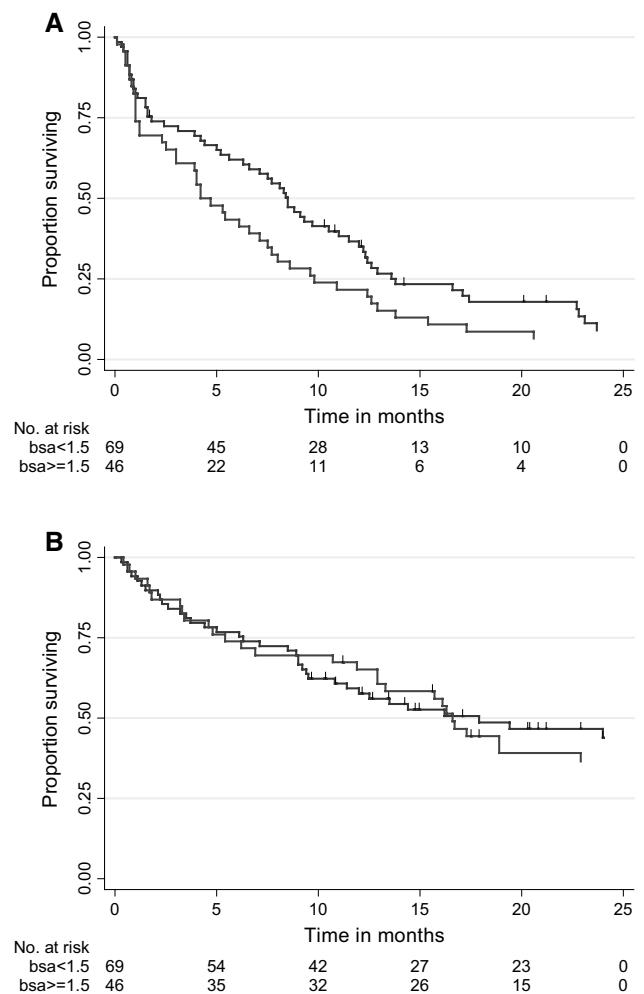 A
1.00
0.75
0.50
0.25
0.00
Proportion surviving
0 5 10 15 20 25
Time in months
No. at risk
bsa<1.5 69 45 28 13 10 0
bsa>=1.5 46 22 11 6 4 0
B
1.00
0.75
0.50
0.25
0.00
Proportion surviving
0 5 10 15 20 25
Time in months
No. at risk
bsa<1.5 69 54 42 27 23 0
bsa>=1.5 46 35 32 26 15 0